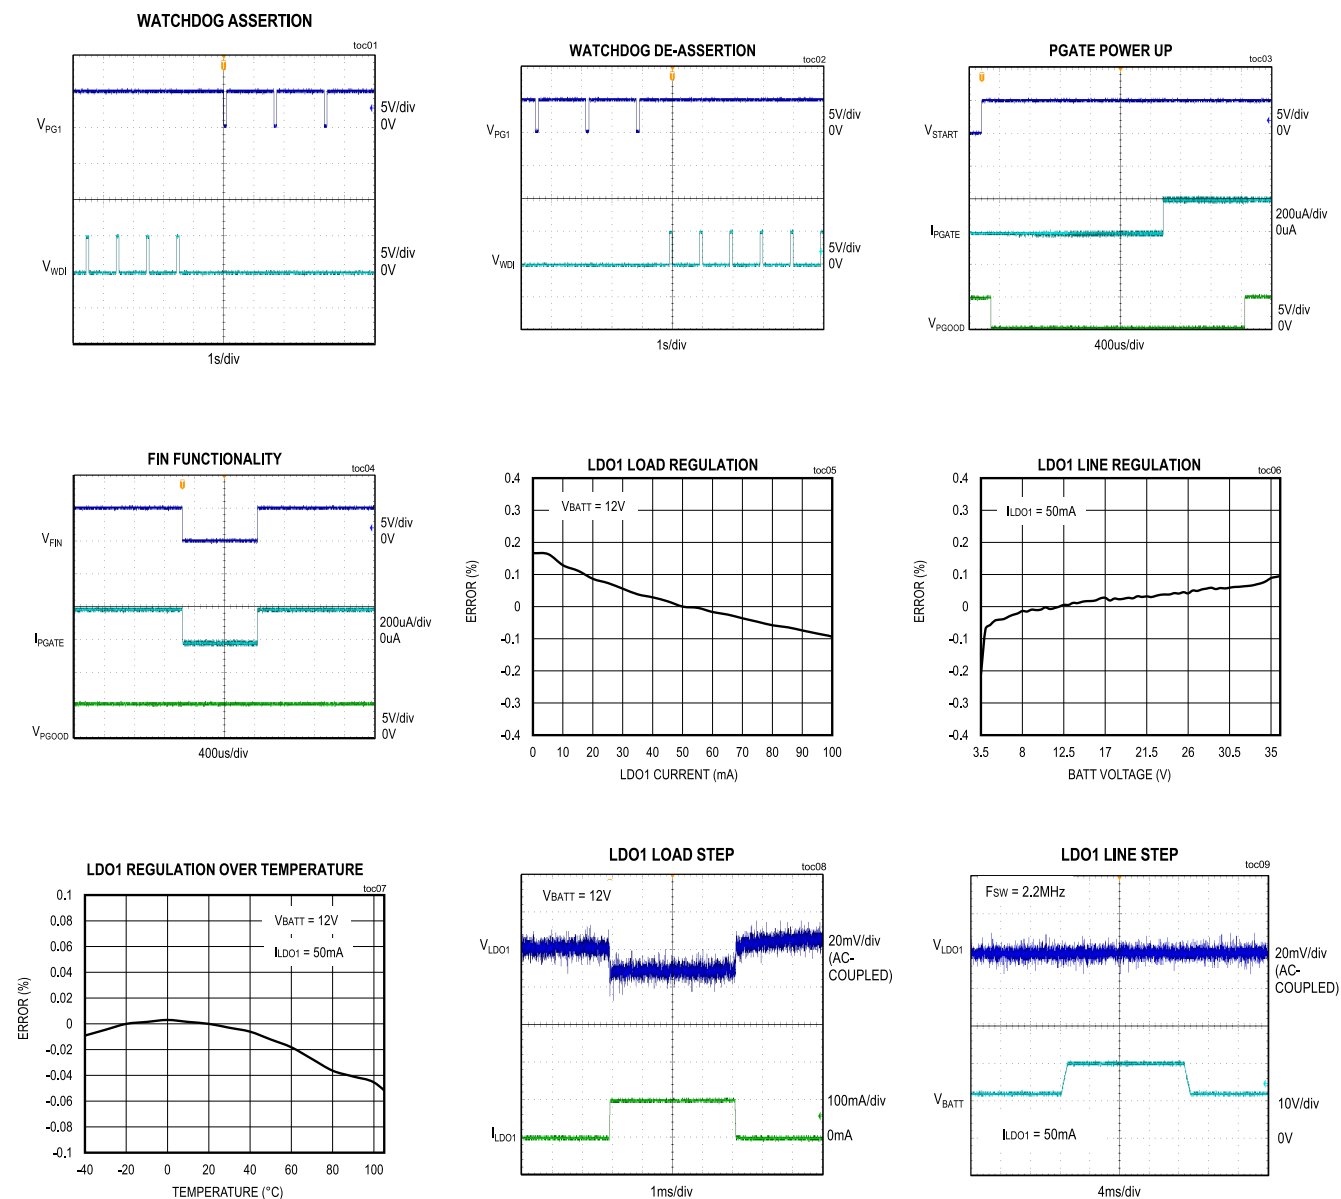 WATCHDOG ASSERTION
toc01
VPG1
5V/div
0V
VWDI
5V/div
0V
1s/div
WATCHDOG DE-ASSERTION
toc02
VPG1
5V/div
0V
VWDI
5V/div
0V
1s/div
PGATE POWER UP
toc03
VSTART
5V/div
0V
IPGATE
200uA/div
0uA
VPGOOD
5V/div
0V
400us/div
FIN FUNCTIONALITY
toc04
VFIN
5V/div
0V
IPGATE
200uA/div
0uA
VPGOOD
5V/div
0V
400us/div
LDO1 LOAD REGULATION
toc05
VBATT = 12V
ERROR (%)
0.4
0.3
0.2
0.1
0
-0.1
-0.2
-0.3
-0.4
0 10 20 30 40 50 60 70 80 90 100
LDO1 CURRENT (mA)
LDO1 LINE REGULATION
toc06
ILDO1 = 50mA
ERROR (%)
0.4
0.3
0.2
0.1
0
-0.1
-0.2
-0.3
-0.4
3.5 8 12.5 17 21.5 26 30.5 35
BATT VOLTAGE (V)
LDO1 REGULATION OVER TEMPERATURE
toc07
VBATT = 12V
ILDO1 = 50mA
ERROR (%)
0.1
0.08
0.06
0.04
0.02
0
-0.02
-0.04
-0.06
-0.08
-0.1
-40 -20 0 20 40 60 80 100
TEMPERATURE (°C)
LDO1 LOAD STEP
toc08
VBATT = 12V
VLDO1
20mV/div
(AC-
COUPLED)
100mA/div
ILDO1
0mA
1ms/div
LDO1 LINE STEP
toc09
FSW = 2.2MHz
VLDO1
20mV/div
(AC-
COUPLED)
VBATT
10V/div
ILDO1 = 50mA
0V
4ms/div